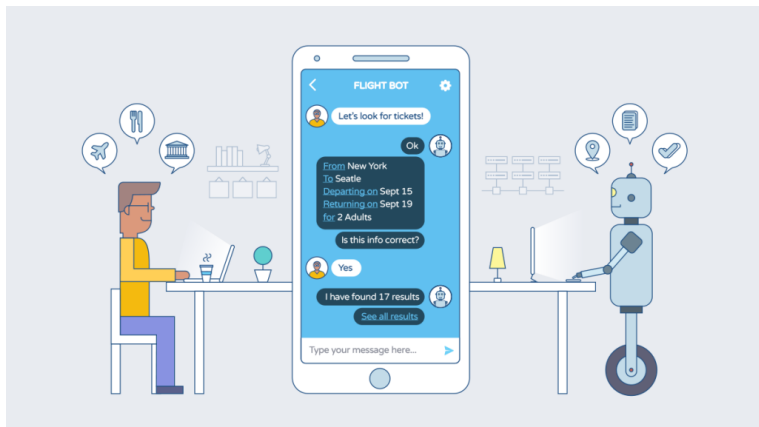 FLIGHT BOT
Let's look for tickets!
Ok
From New York
To Seatle
Departing on Sept 15
Returning on Sept 19
for 2 Adults
Is this info correct?
Yes
I have found 17 results
See all results
Type your message here...